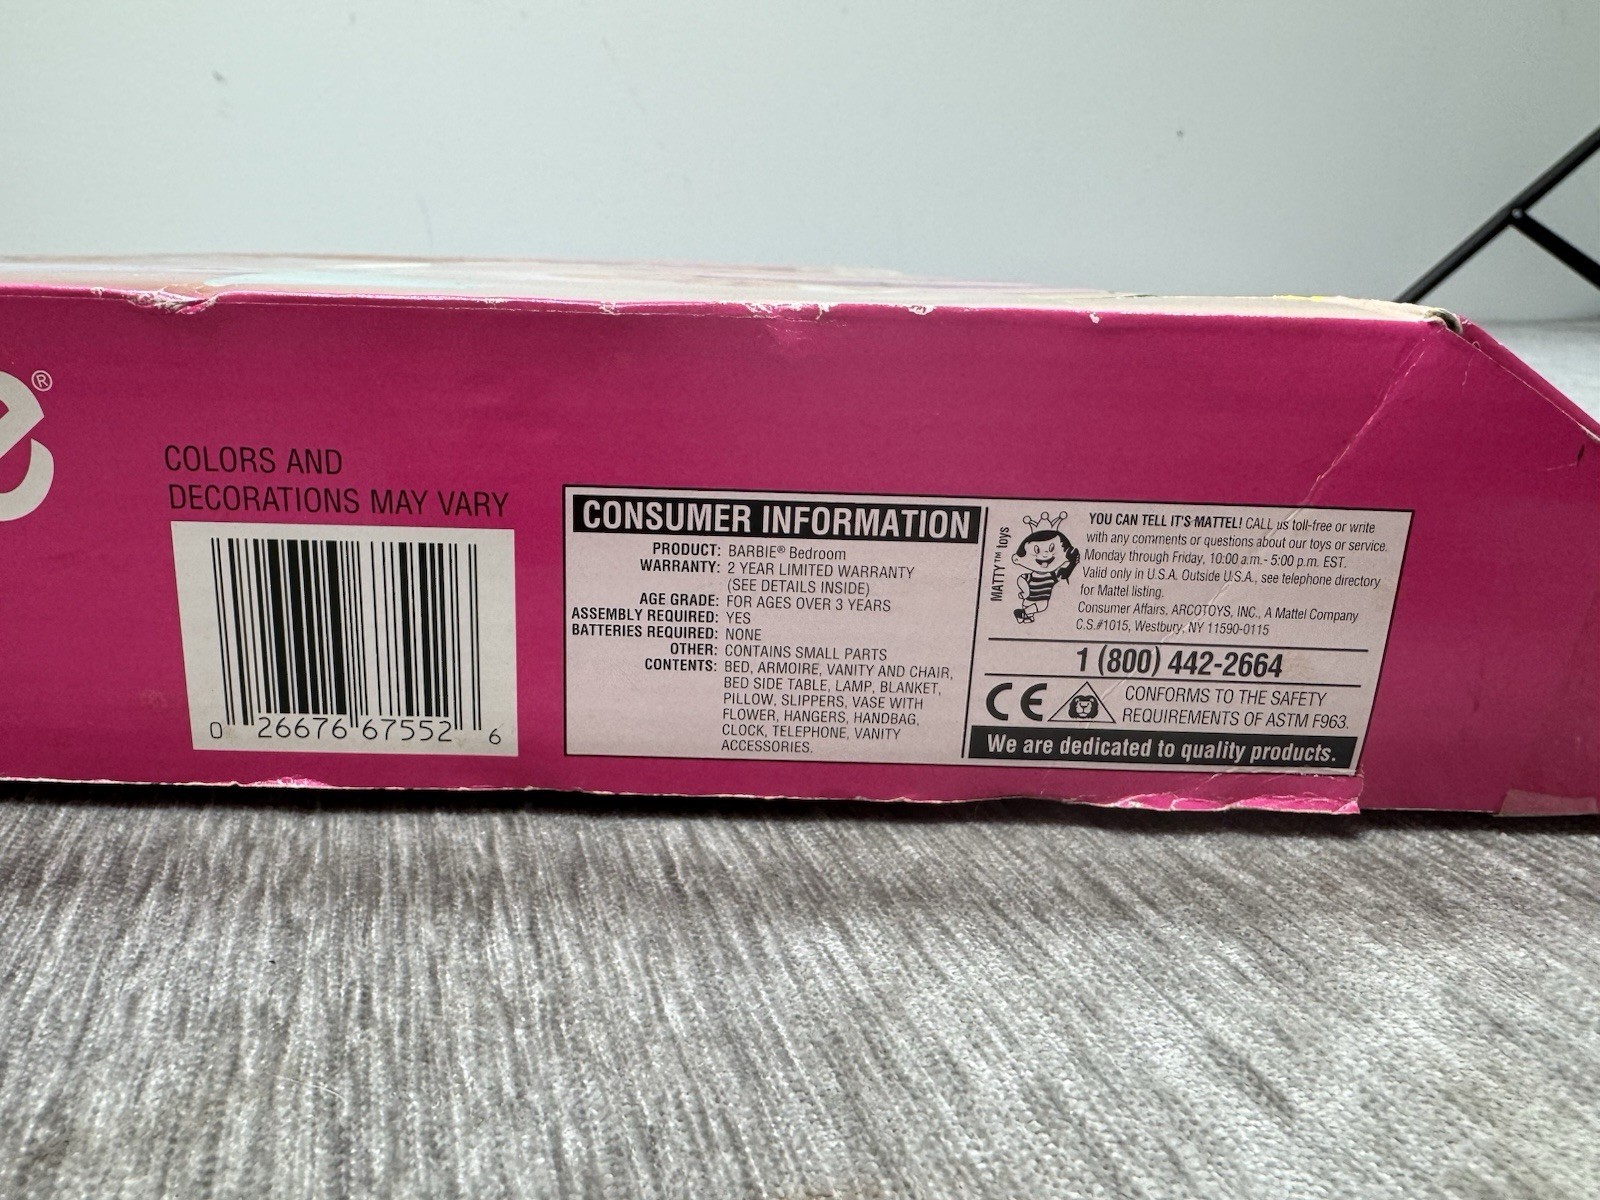 e®
COLORS AND
DECORATIONS MAY VARY
0 26676 67552 6
CONSUMER INFORMATION
PRODUCT: BARBIE® Bedroom
WARRANTY: 2 YEAR LIMITED WARRANTY
(SEE DETAILS INSIDE)
AGE GRADE: FOR AGES OVER 3 YEARS
ASSEMBLY REQUIRED: YES
BATTERIES REQUIRED: NONE
OTHER: CONTAINS SMALL PARTS
CONTENTS: BED, ARMOIRE, VANITY AND CHAIR,
BED SIDE TABLE, LAMP, BLANKET,
PILLOW, SLIPPERS, VASE WITH
FLOWER, HANGERS, HANDBAG,
CLOCK, TELEPHONE, VANITY
ACCESSORIES.
MATTY™ toys
YOU CAN TELL IT'S MATTEL! CALL us toll-free or write
with any comments or questions about our toys or service.
Monday through Friday, 10:00 a.m.- 5:00 p.m. EST.
Valid only in U.S.A. Outside U.S.A., see telephone directory
for Mattel listing.
Consumer Affairs, ARCOTOYS, INC., A Mattel Company
C.S.#1015, Westbury, NY 11590-0115
1 (800) 442-2664
CE
CONFORMS TO THE SAFETY
REQUIREMENTS OF ASTM F963.
We are dedicated to quality products.